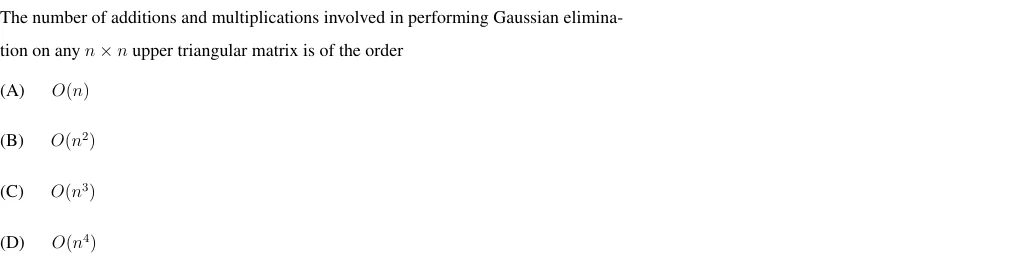 The number of additions and multiplications involved in performing Gaussian elimina-
tion on any n × n upper triangular matrix is of the order
(A) O(n)
(B) O(n²)
(C) O(n³)
(D) O(n⁴)